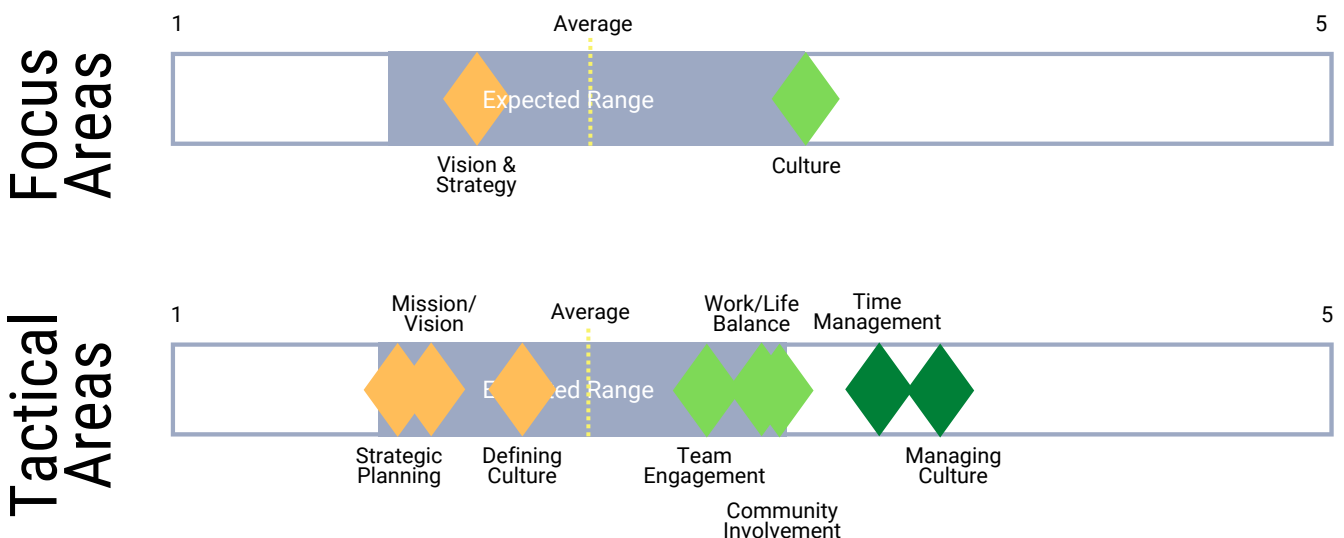 1
Average
5
Focus
Areas
Expected Range
Vision &
Strategy
Culture
Mission/
Vision
Work/Life
Balance
Time
Management
1
Average
5
Tactical
Areas
E ed Range
Strategic
Planning
Defining
Culture
Team
Engagement
Managing
Culture
Community
Involvement